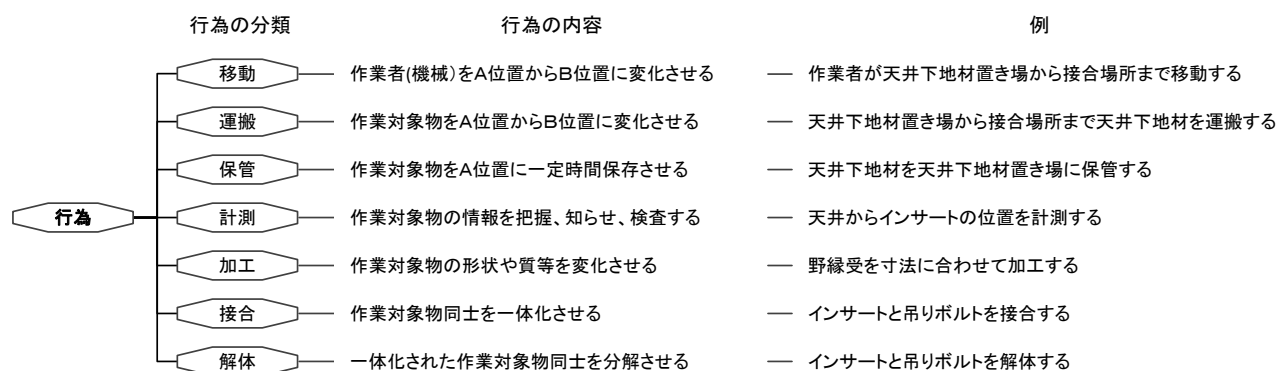 行為の分類 行為の内容 例
移動 作業者(機械)をA位置からB位置に変化させる 作業者が天井下地材置き場から接合場所まで移動する
運搬 作業対象物をA位置からB位置に変化させる 天井下地材置き場から接合場所まで天井下地材を運搬する
保管 作業対象物をA位置に一定時間保存させる 天井下地材を天井下地材置き場に保管する
行為 計測 作業対象物の情報を把握、知らせ、検査する 天井からインサートの位置を計測する
加工 作業対象物の形状や質等を変化させる 野縁受を寸法に合わせて加工する
接合 作業対象物同士を一体化させる インサートと吊りボルトを接合する
解体 一体化された作業対象物同士を分解させる インサートと吊りボルトを解体する